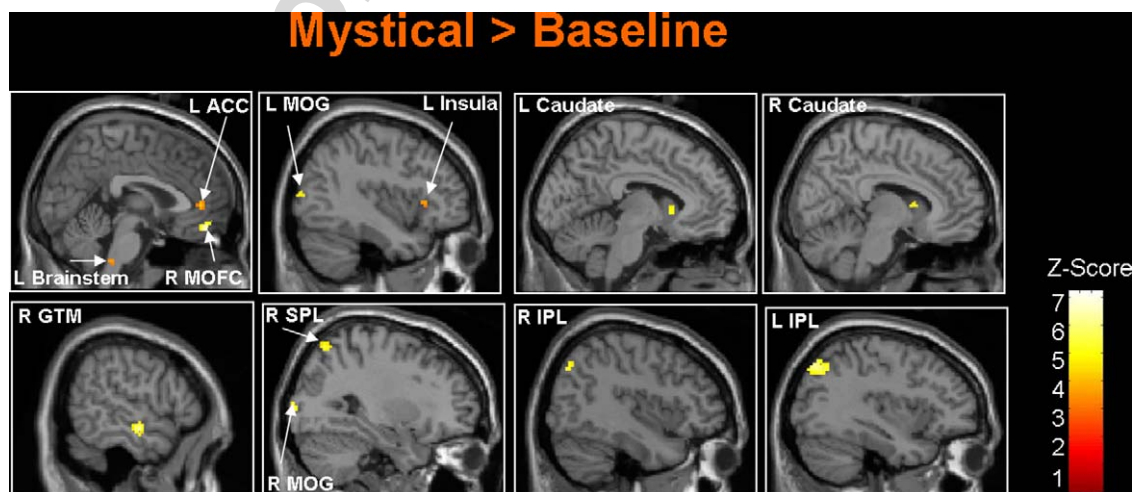 Mystical > Baseline
L ACC
L Brainstem
R MOFC
L MOG
L Insula
L Caudate
R Caudate
R GTM
R SPL
R MOG
R IPL
L IPL
Z-Score
7
6
5
4
3
2
1